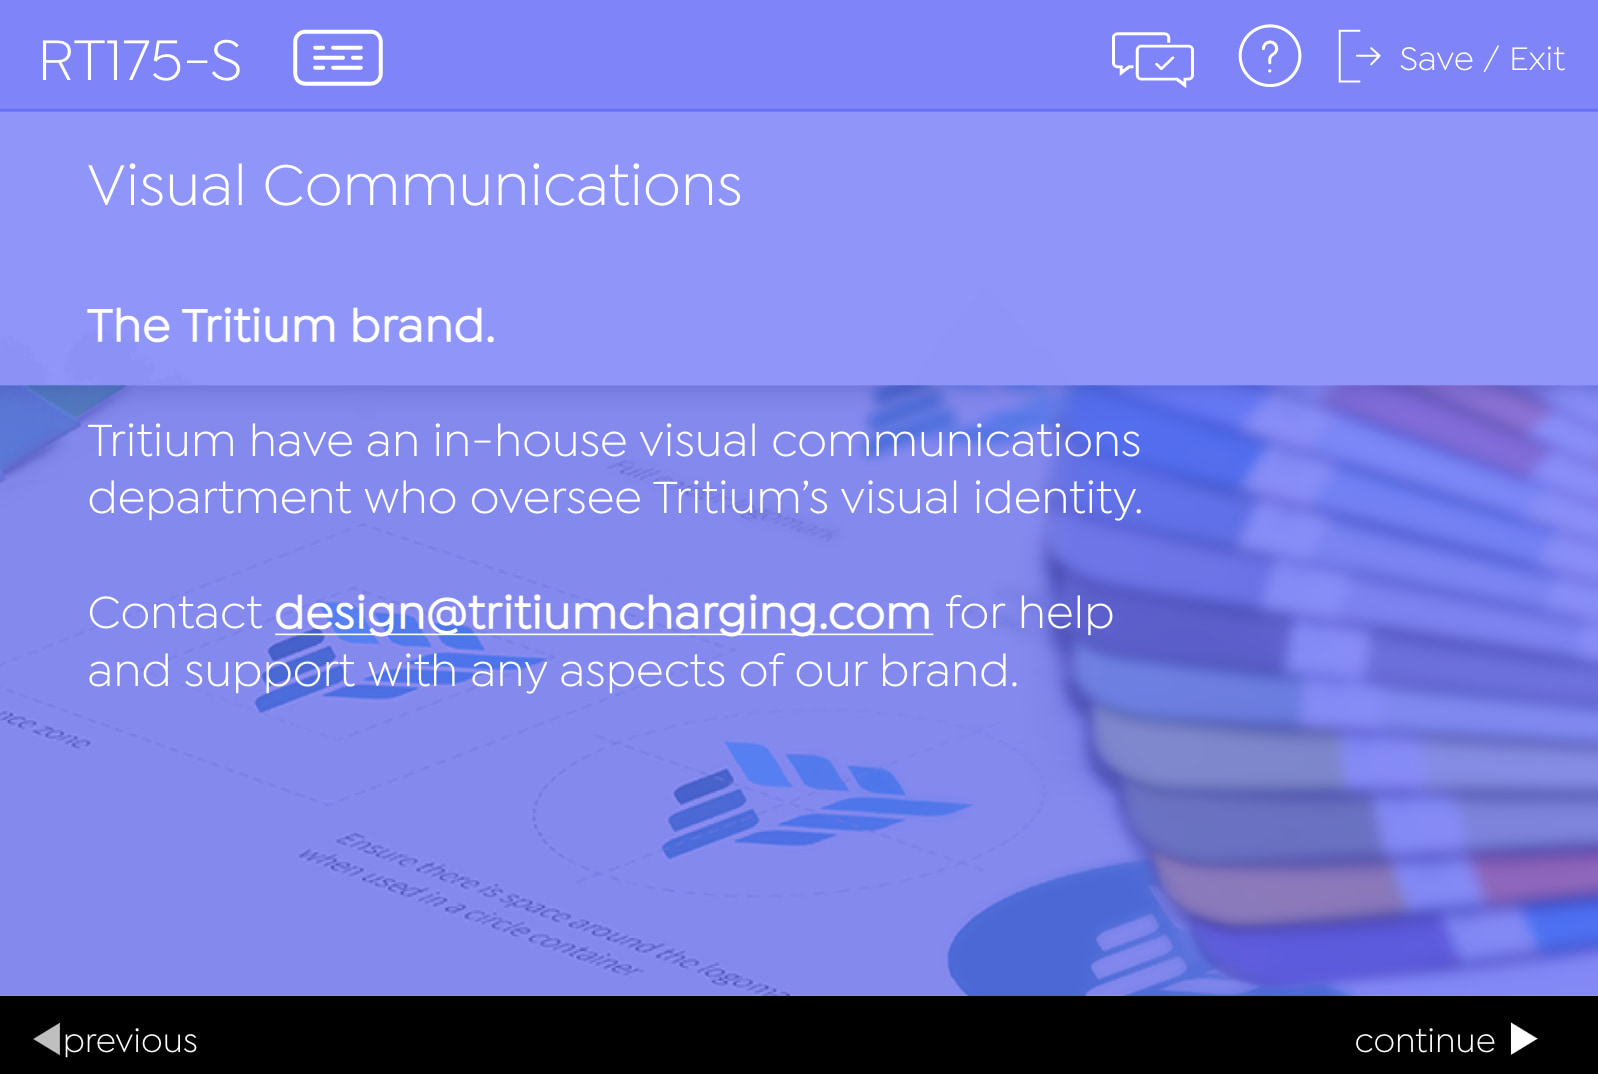 RT175-S
Save / Exit
Visual Communications
The Tritium brand.
Tritium have an in-house visual communications
department who oversee Tritium’s visual identity.
Contact design@tritiumcharging.com for help
and support with any aspects of our brand.
zone
Ensure there is space around the
when used in a circle container
previous
continue